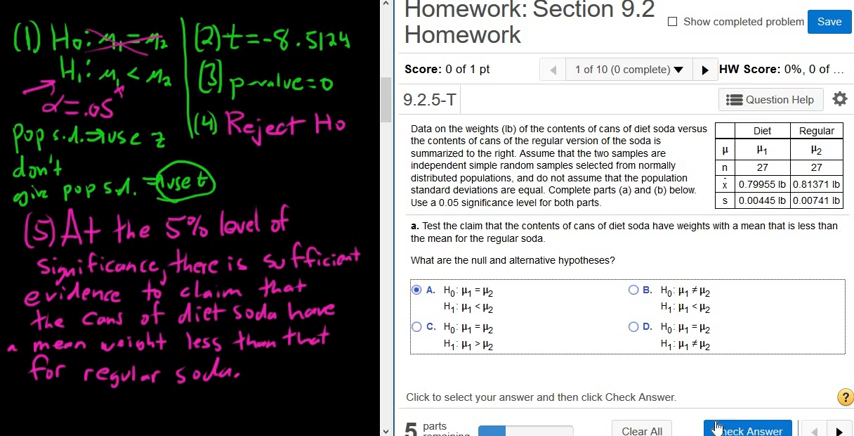 (1) H₀: μ₁ = μ₂
H₁: μ₁ < μ₂
α = .05
pop s.d. ⇒ use z
don't
give pop s.d. ⇒ use t
(2) t = -8.5124
(3) p-value = 0
(4) Reject H₀
(5) At the 5% level of
significance, there is sufficient
evidence to claim that
the cans of diet soda have
a mean weight less than that
for regular soda.
Homework: Section 9.2
Homework
Show completed problem
Save
Score: 0 of 1 pt
1 of 10 (0 complete)
HW Score: 0%, 0 of ...
9.2.5-T
Question Help
Data on the weights (lb) of the contents of cans of diet soda versus
the contents of cans of the regular version of the soda is
summarized to the right. Assume that the two samples are
independent simple random samples selected from normally
distributed populations, and do not assume that the population
standard deviations are equal. Complete parts (a) and (b) below.
Use a 0.05 significance level for both parts.
Diet Regular
μ μ₁ μ₂
n 27 27
x̄ 0.79955 lb 0.81371 lb
s 0.00445 lb 0.00741 lb
a. Test the claim that the contents of cans of diet soda have weights with a mean that is less than
the mean for the regular soda.
What are the null and alternative hypotheses?
A. H₀: μ₁ = μ₂
H₁: μ₁ < μ₂
B. H₀: μ₁ ≠ μ₂
H₁: μ₁ < μ₂
C. H₀: μ₁ = μ₂
H₁: μ₁ > μ₂
D. H₀: μ₁ = μ₂
H₁: μ₁ ≠ μ₂
Click to select your answer and then click Check Answer.
?
5 parts
remaining
Clear All
Check Answer